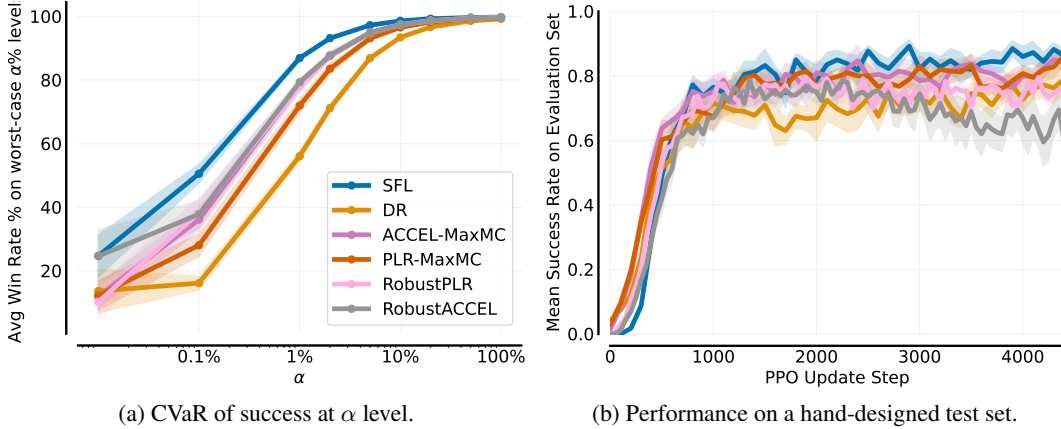 Avg Win Rate % on worst-case α% levels
100
80
60
40
20
0.1%
1%
10%
100%
α
SFL
DR
ACCEL-MaxMC
PLR-MaxMC
RobustPLR
RobustACCEL
(a) CVaR of success at α level.
Mean Success Rate on Evaluation Set
1.0
0.8
0.6
0.4
0.2
0.0
0
1000
2000
3000
4000
PPO Update Step
(b) Performance on a hand-designed test set.